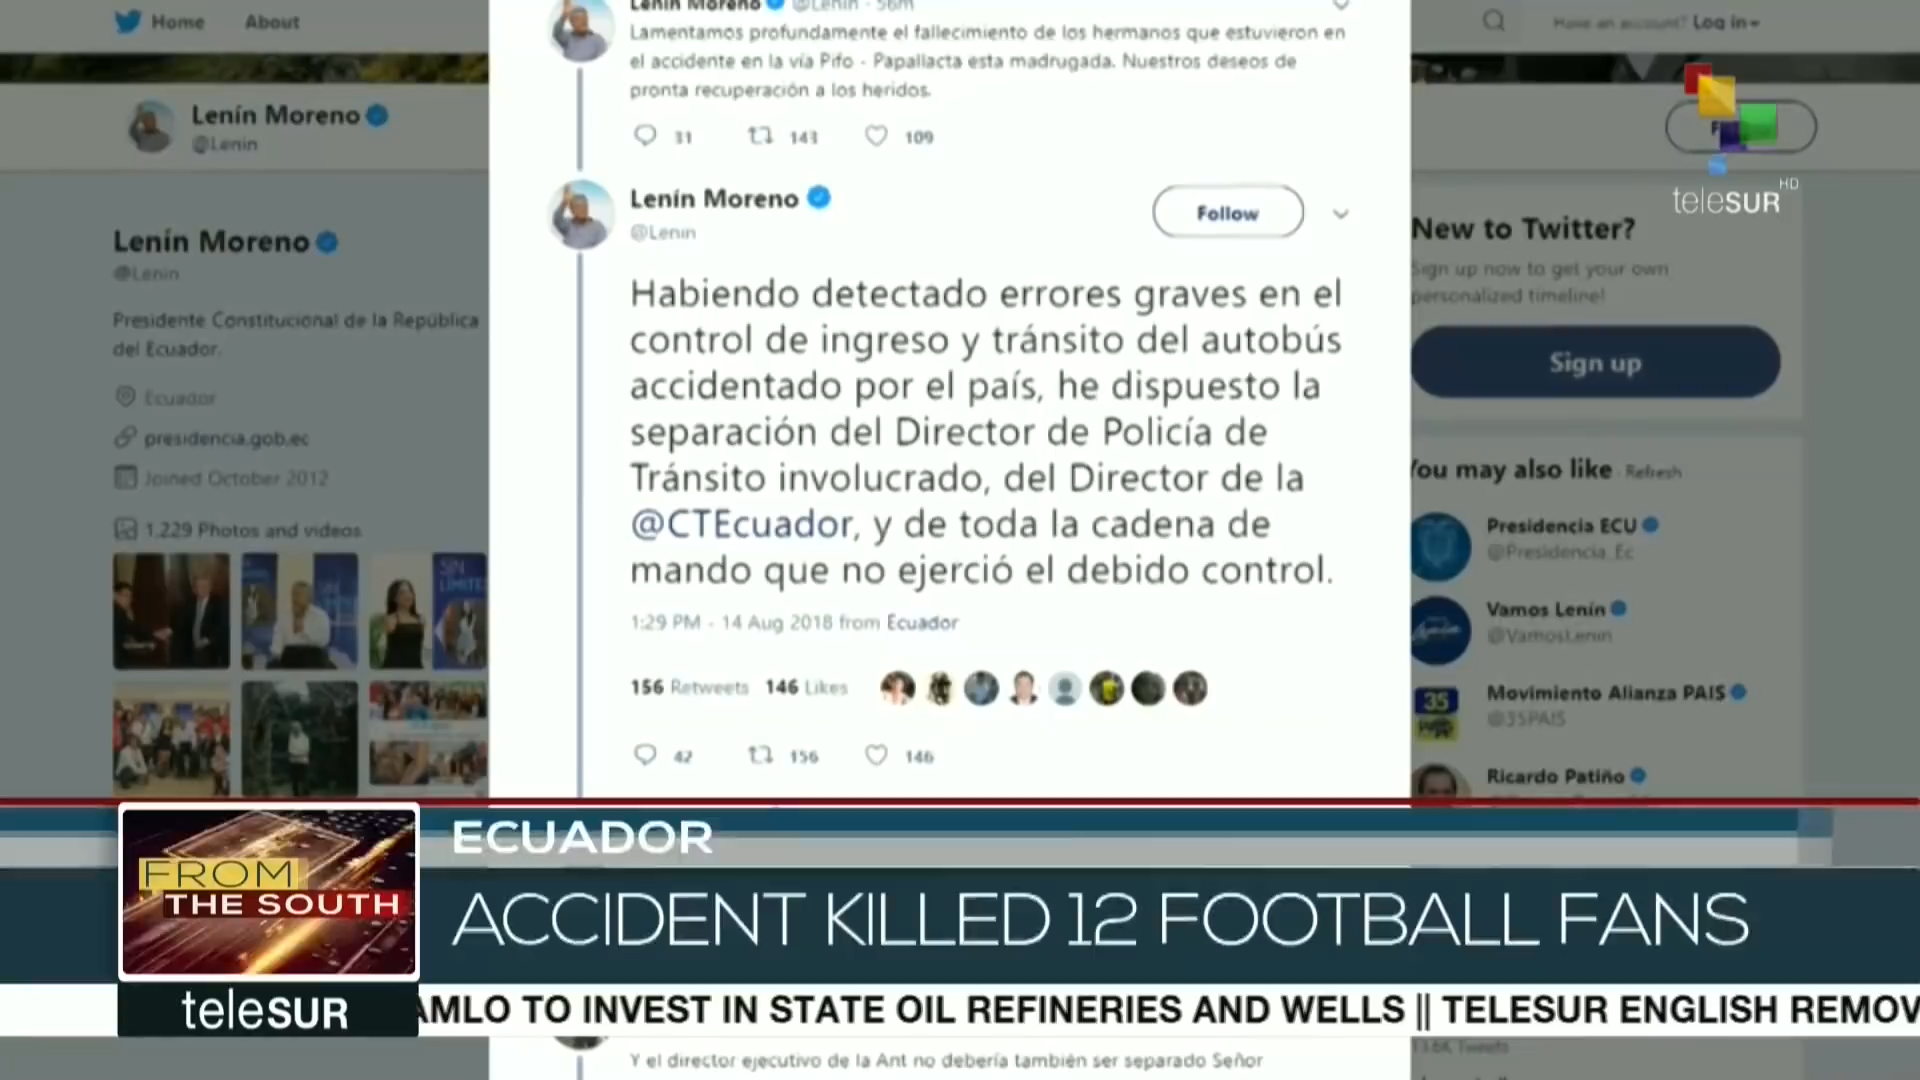 Home About
Have an account? Log in
Lenín Moreno
@Lenin
Lenín Moreno
@Lenin
Presidente Constitucional de la República
del Ecuador.
Ecuador
presidencia.gob.ec
Joined October 2012
1.229 Photos and videos
SIN
Lenín Moreno @Lenin · 56m
Lamentamos profundamente el fallecimiento de los hermanos que estuvieron en
el accidente en la vía Pifo - Papallacta esta madrugada. Nuestros deseos de
pronta recuperación a los heridos.
31 143 109
Lenín Moreno
@Lenin
Follow
Habiendo detectado errores graves en el
control de ingreso y tránsito del autobús
accidentado por el país, he dispuesto la
separación del Director de Policía de
Tránsito involucrado, del Director de la
@CTEcuador, y de toda la cadena de
mando que no ejerció el debido control.
1:29 PM - 14 Aug 2018 from Ecuador
156 Retweets 146 Likes
42 156 146
teleSUR HD
New to Twitter?
Sign up now to get your own
personalized timeline!
Sign up
You may also like · Refresh
Presidencia ECU
@Presidencia_Ec
Vamos Lenín
@VamosLenin
35
Movimiento Alianza PAIS
@35PAIS
Ricardo Patiño
ECUADOR
FROM
THE SOUTH
ACCIDENT KILLED 12 FOOTBALL FANS
teleSUR
AMLO TO INVEST IN STATE OIL REFINERIES AND WELLS || TELESUR ENGLISH REMOV
Y el director ejecutivo de la Ant no debería también ser separado Señor
Tweets